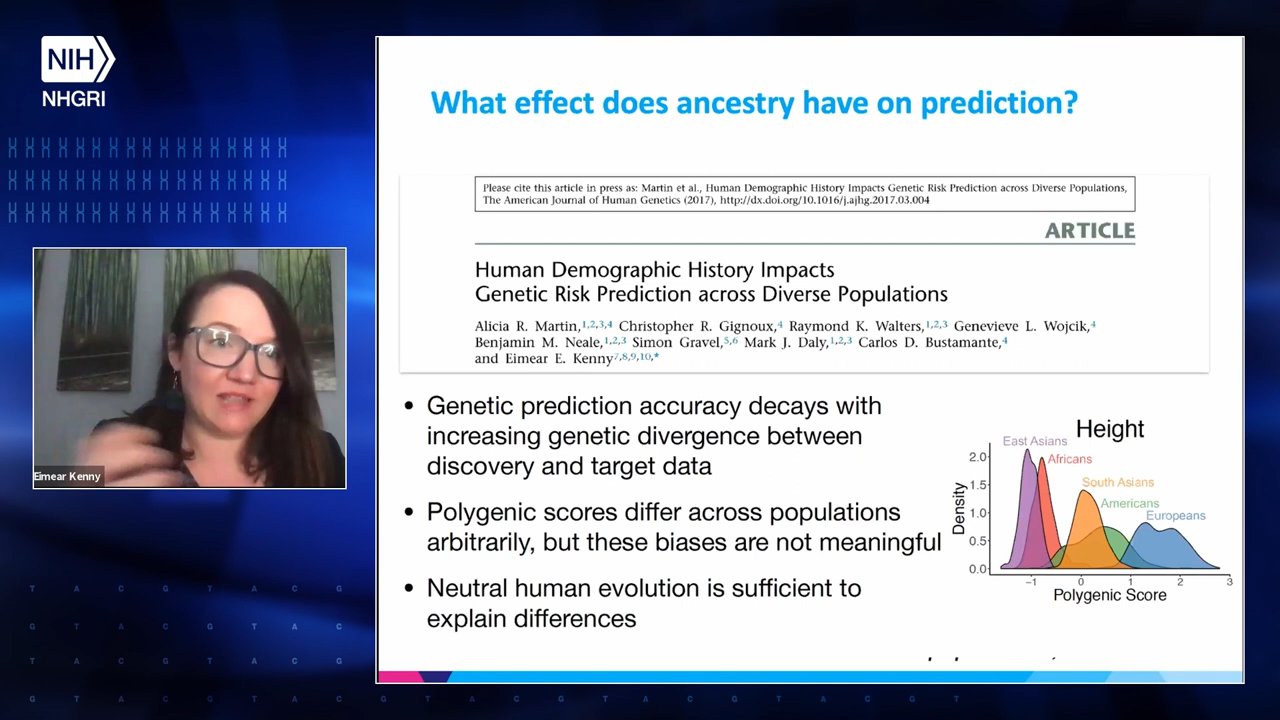 NIH
NHGRI
What effect does ancestry have on prediction?
Please cite this article in press as: Martin et al., Human Demographic History Impacts Genetic Risk Prediction across Diverse Populations,
The American Journal of Human Genetics (2017), http://dx.doi.org/10.1016/j.ajhg.2017.03.004
ARTICLE
Human Demographic History Impacts
Genetic Risk Prediction across Diverse Populations
Alicia R. Martin,1,2,3,4 Christopher R. Gignoux,4 Raymond K. Walters,1,2,3 Genevieve L. Wojcik,4
Benjamin M. Neale,1,2,3 Simon Gravel,5,6 Mark J. Daly,1,2,3 Carlos D. Bustamante,4
and Eimear E. Kenny7,8,9,10,*
• Genetic prediction accuracy decays with
increasing genetic divergence between
discovery and target data
• Polygenic scores differ across populations
arbitrarily, but these biases are not meaningful
• Neutral human evolution is sufficient to
explain differences
Height
East Asians
Africans
South Asians
Americans
Europeans
Density
2.0
1.5
1.0
0.5
0.0
−1 0 1 2 3
Polygenic Score
Eimear Kenny
T A C G T A C G
G T A C G T A C
T A C G T A C G
G T A C G T A C G T A C G T A C G T A C G T